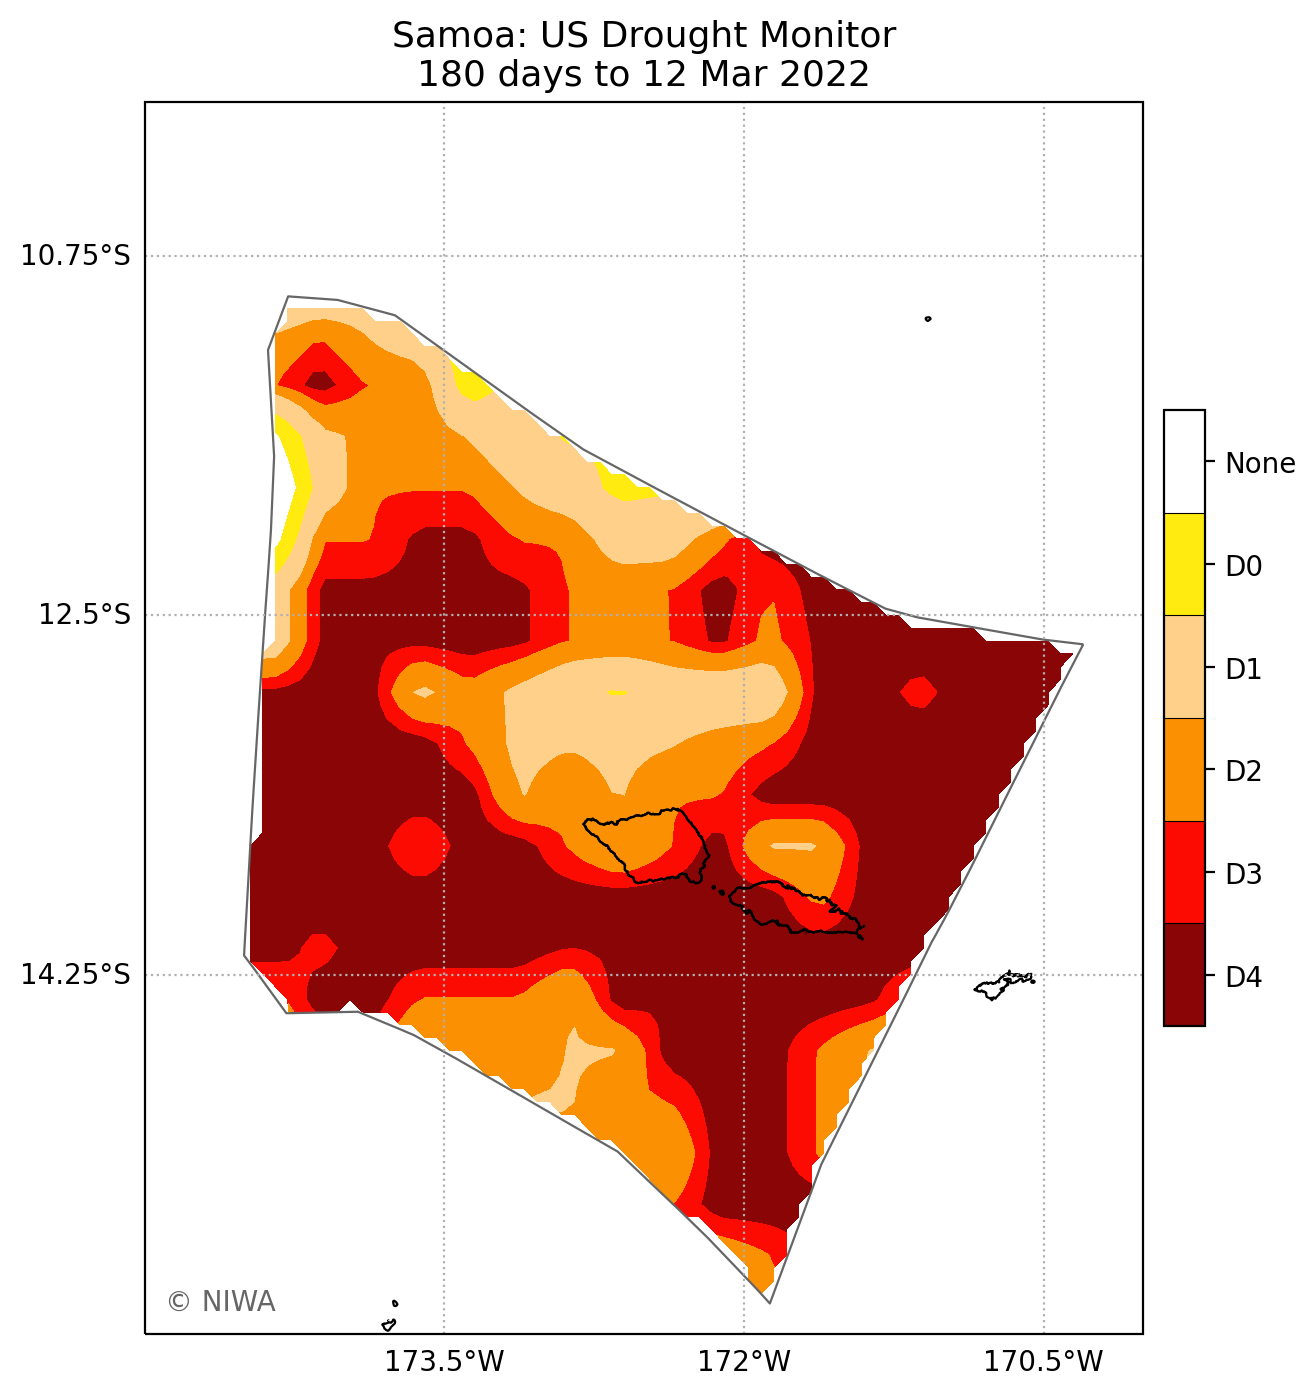 Samoa: US Drought Monitor
180 days to 12 Mar 2022
10.75°S
12.5°S
14.25°S
173.5°W
172°W
170.5°W
None
D0
D1
D2
D3
D4
© NIWA